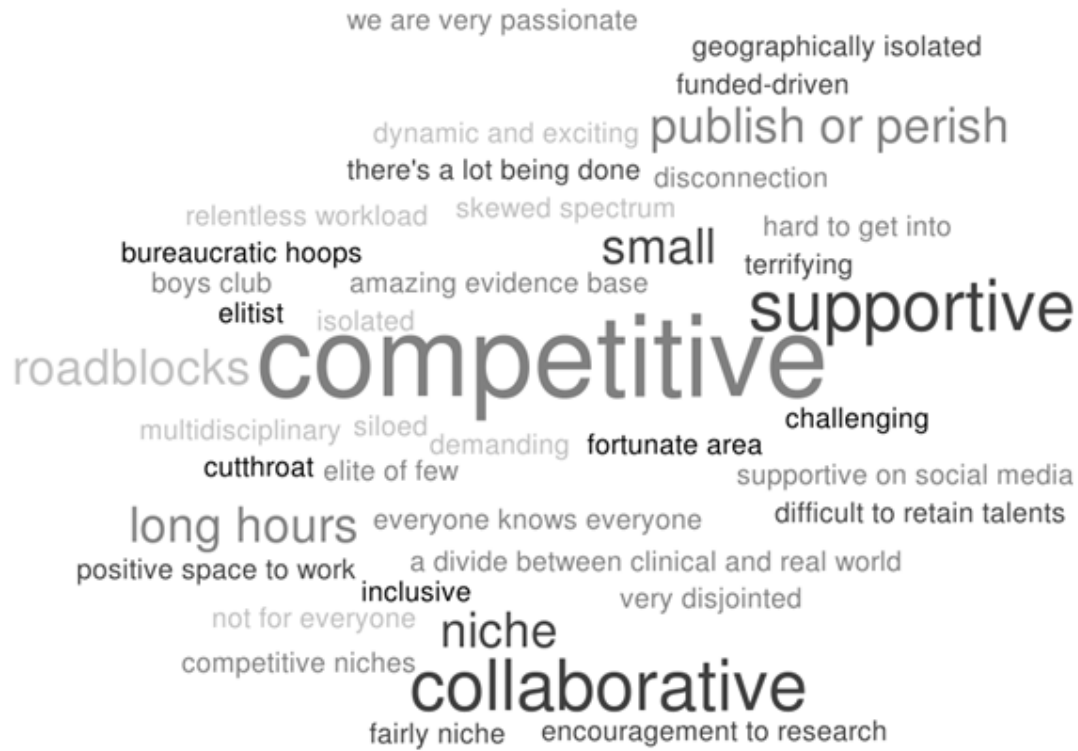 we are very passionate
geographically isolated
funded-driven
dynamic and exciting
publish or perish
there's a lot being done
disconnection
relentless workload
skewed spectrum
hard to get into
bureaucratic hoops
small
terrifying
boys club
amazing evidence base
supportive
elitist
isolated
roadblocks
competitive
challenging
multidisciplinary
siloed
demanding
fortunate area
cutthroat
elite of few
supportive on social media
long hours
everyone knows everyone
difficult to retain talents
positive space to work
a divide between clinical and real world
inclusive
very disjointed
not for everyone
niche
competitive niches
collaborative
fairly niche
encouragement to research